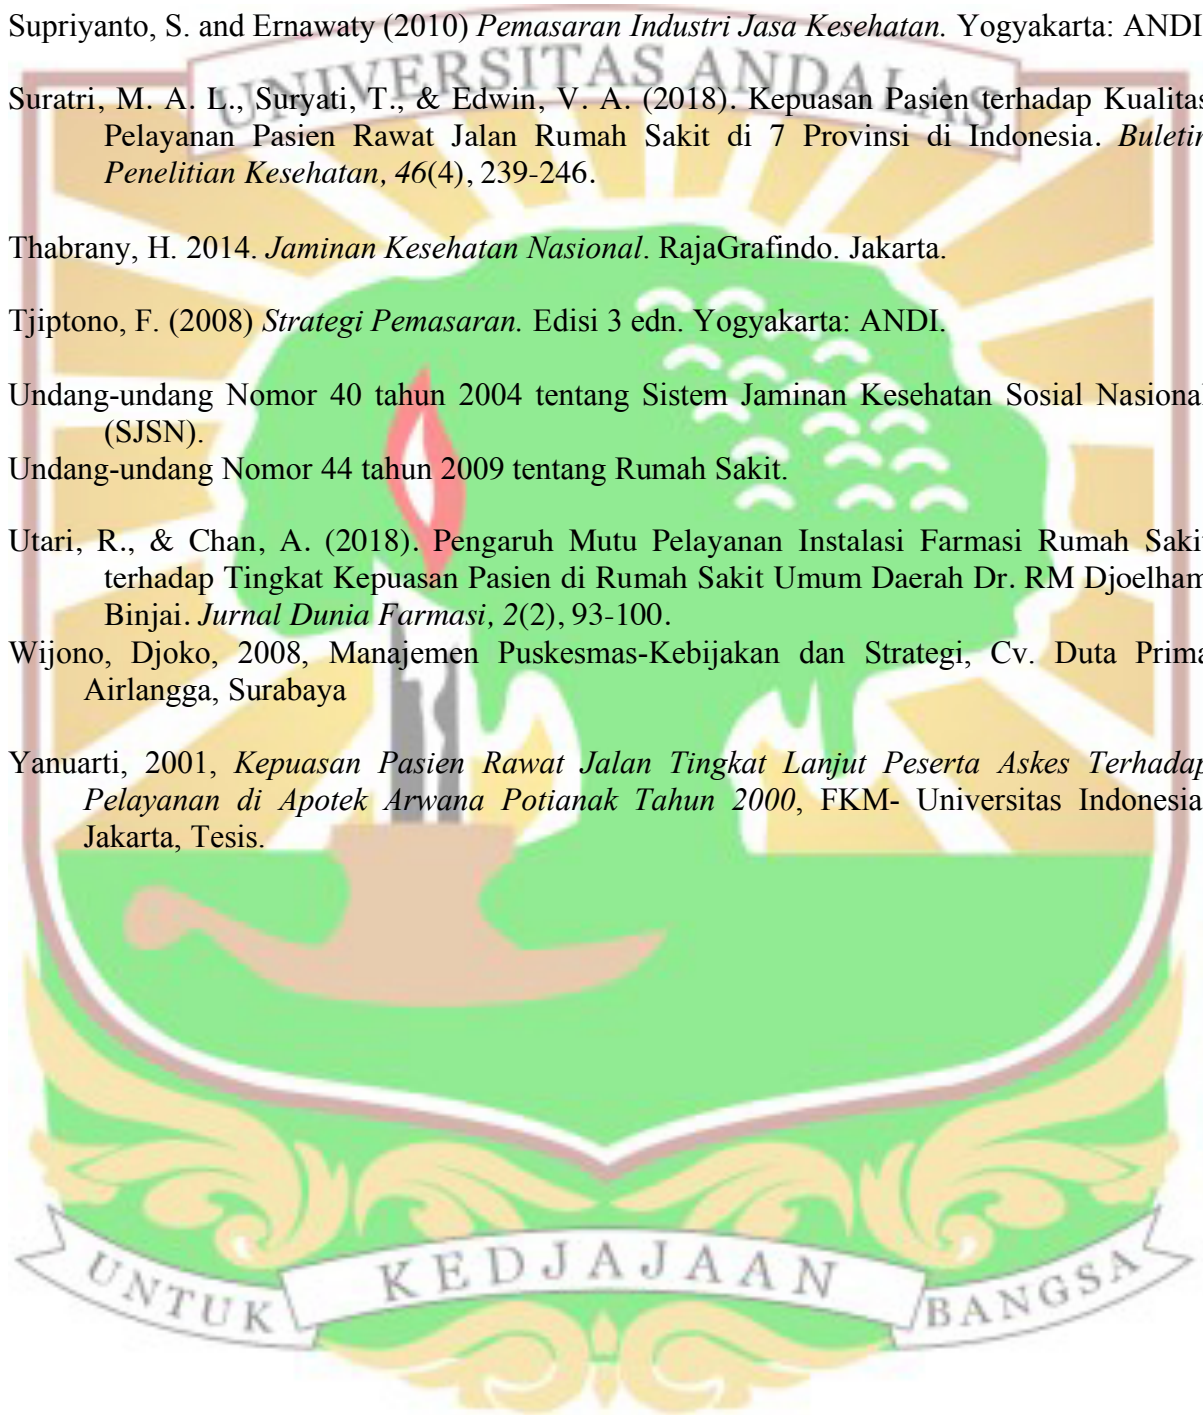 Supriyanto, S. and Ernawaty (2010) Pemasaran Industri Jasa Kesehatan. Yogyakarta: ANDI
UNIVERSITAS ANDALAS
Suratri, M. A. L., Suryati, T., & Edwin, V. A. (2018). Kepuasan Pasien terhadap Kualitas
Pelayanan Pasien Rawat Jalan Rumah Sakit di 7 Provinsi di Indonesia. Buletin
Penelitian Kesehatan, 46(4), 239-246.
Thabrany, H. 2014. Jaminan Kesehatan Nasional. RajaGrafindo. Jakarta.
Tjiptono, F. (2008) Strategi Pemasaran. Edisi 3 edn. Yogyakarta: ANDI.
Undang-undang Nomor 40 tahun 2004 tentang Sistem Jaminan Kesehatan Sosial Nasional
(SJSN).
Undang-undang Nomor 44 tahun 2009 tentang Rumah Sakit.
Utari, R., & Chan, A. (2018). Pengaruh Mutu Pelayanan Instalasi Farmasi Rumah Sakit
terhadap Tingkat Kepuasan Pasien di Rumah Sakit Umum Daerah Dr. RM Djoelham
Binjai. Jurnal Dunia Farmasi, 2(2), 93-100.
Wijono, Djoko, 2008, Manajemen Puskesmas-Kebijakan dan Strategi, Cv. Duta Prima
Airlangga, Surabaya
Yanuarti, 2001, Kepuasan Pasien Rawat Jalan Tingkat Lanjut Peserta Askes Terhadap
Pelayanan di Apotek Arwana Potianak Tahun 2000, FKM- Universitas Indonesia
Jakarta, Tesis.
UNTUK KEDJAJAAN BANGSA